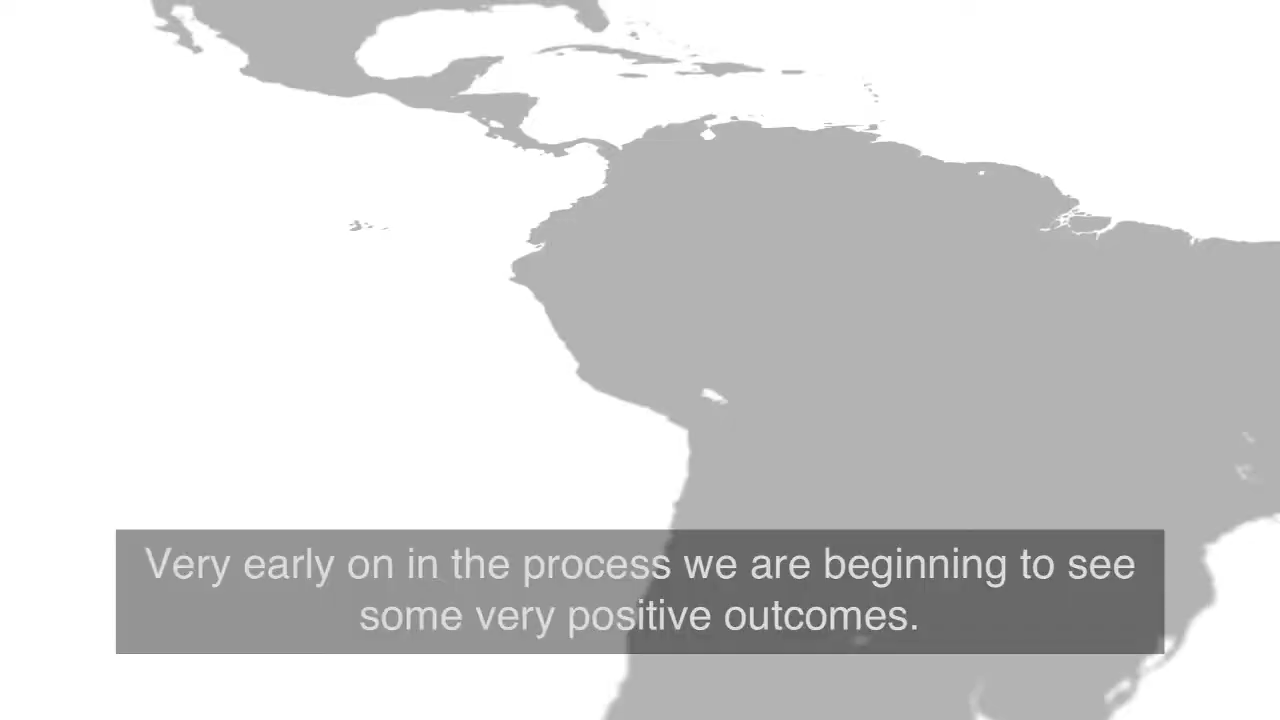 Very early on in the process we are beginning to see
some very positive outcomes.